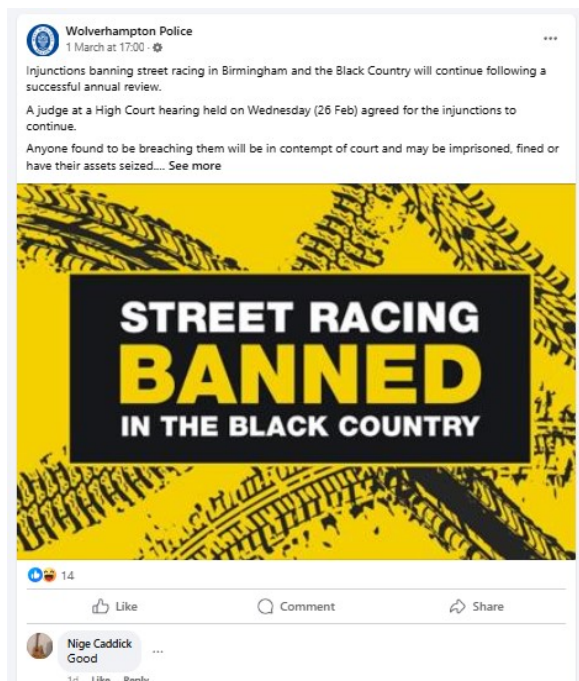 Wolverhampton Police
1 March at 17:00 ·
Injunctions banning street racing in Birmingham and the Black Country will continue following a
successful annual review.
A judge at a High Court hearing held on Wednesday (26 Feb) agreed for the injunctions to
continue.
Anyone found to be breaching them will be in contempt of court and may be imprisoned, fined or
have their assets seized.... See more
STREET RACING
BANNED
IN THE BLACK COUNTRY
14
Like Comment Share
Nige Caddick
Good
1d Like Reply